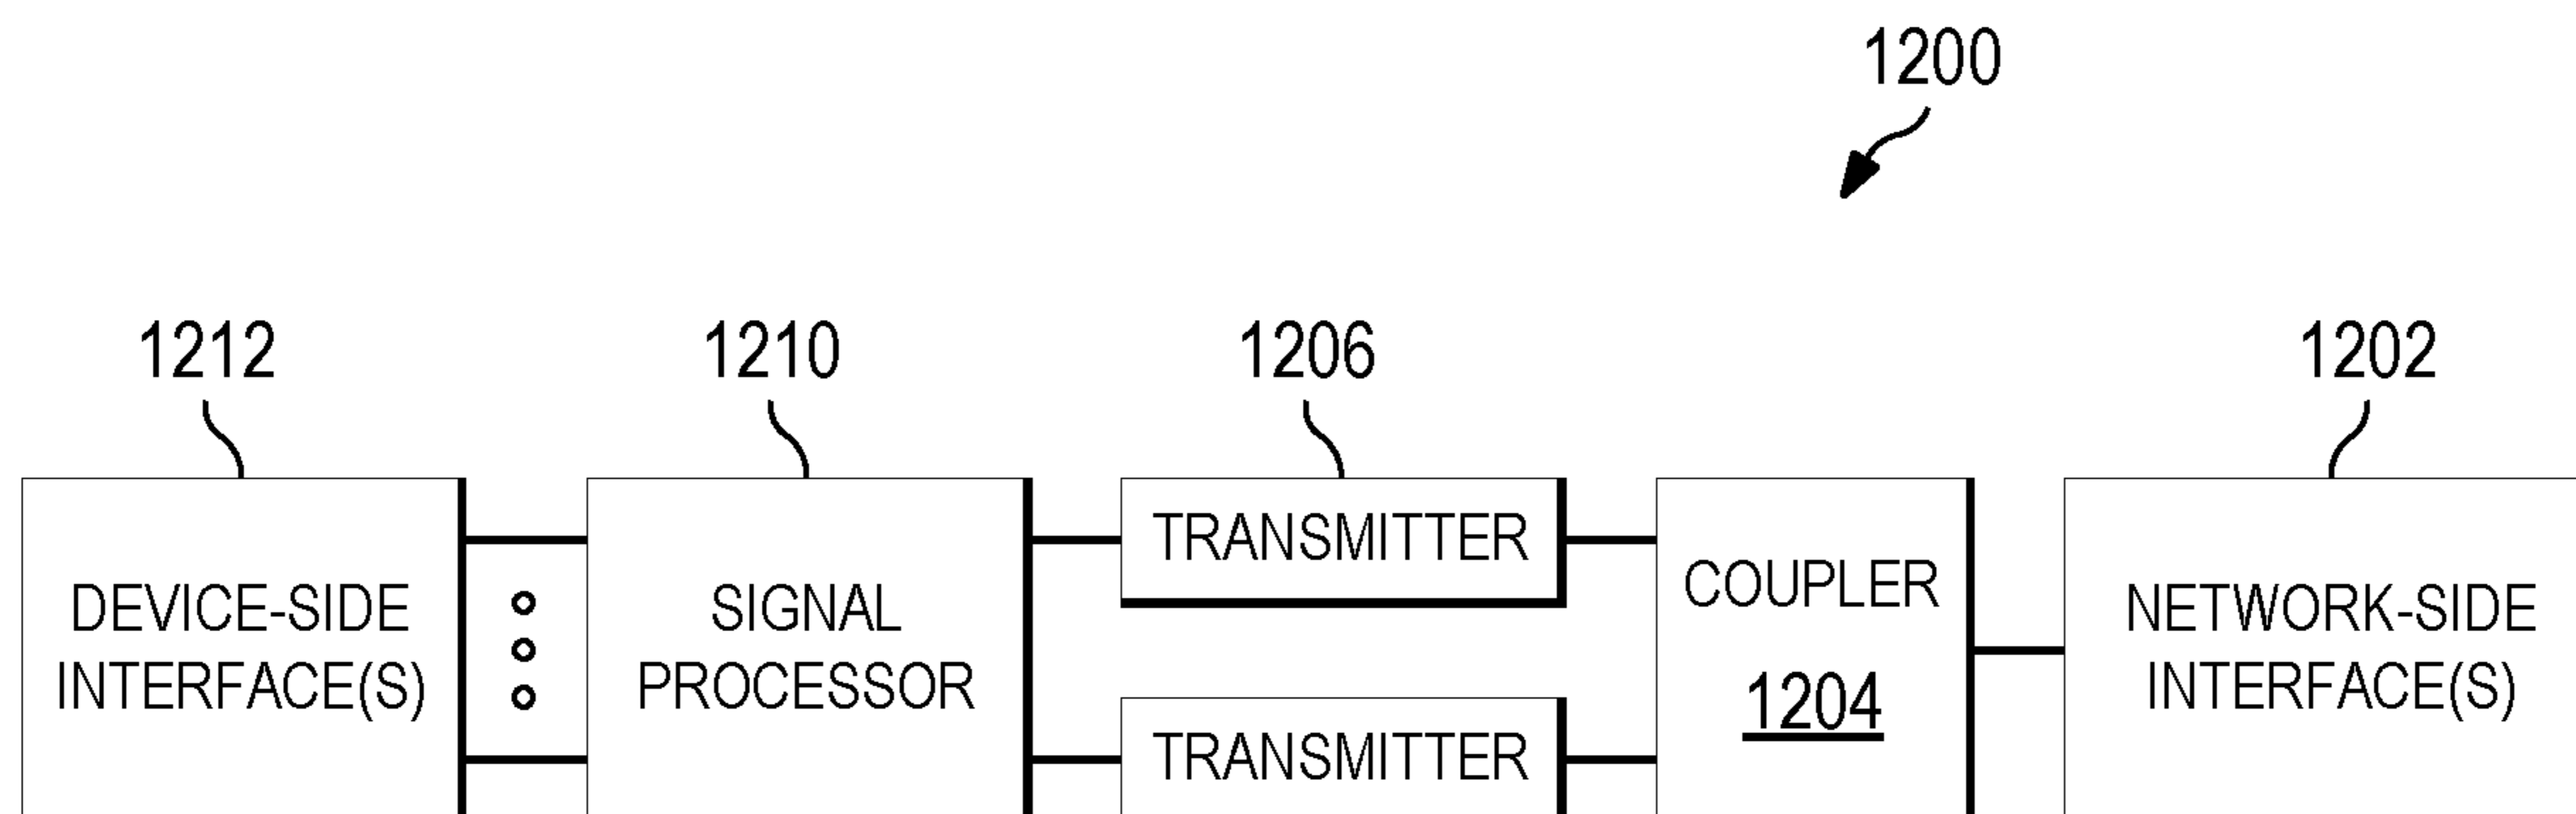 1200
1212
1210
1206
1202
DEVICE-SIDE
INTERFACE(S)
SIGNAL
PROCESSOR
TRANSMITTER
TRANSMITTER
COUPLER
1204
NETWORK-SIDE
INTERFACE(S)